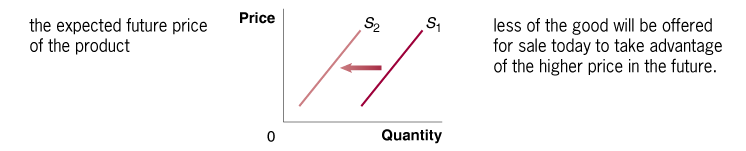 the expected future price
of the product
Price
S2
S1
0
Quantity
less of the good will be offered
for sale today to take advantage
of the higher price in the future.